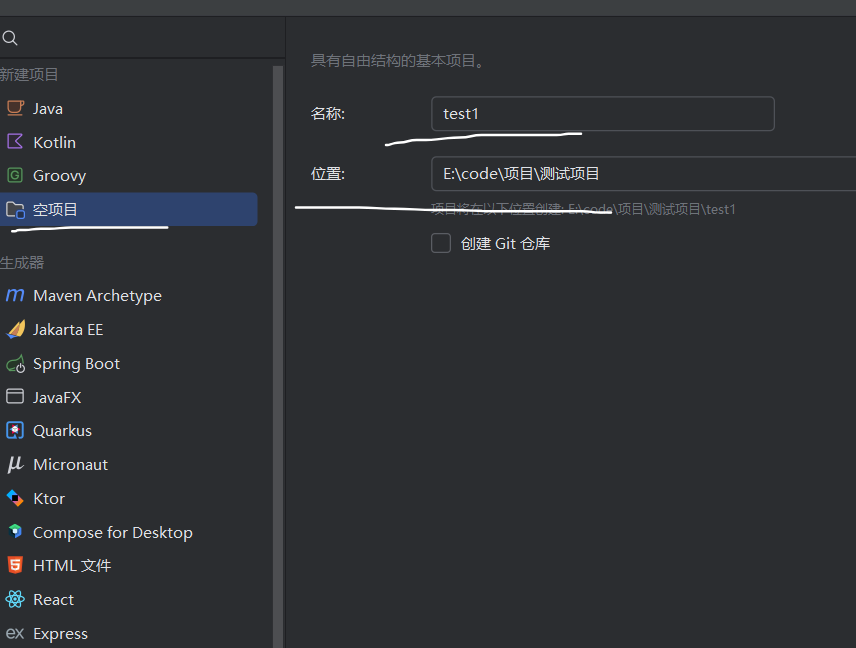 新建项目
Java
Kotlin
Groovy
空项目
生成器
Maven Archetype
Jakarta EE
Spring Boot
JavaFX
Quarkus
Micronaut
Ktor
Compose for Desktop
HTML 文件
React
ex Express
具有自由结构的基本项目。
名称: test1
位置: E:\code\项目\测试项目
项目将在以下位置创建: E:\code\项目\测试项目\test1
创建 Git 仓库